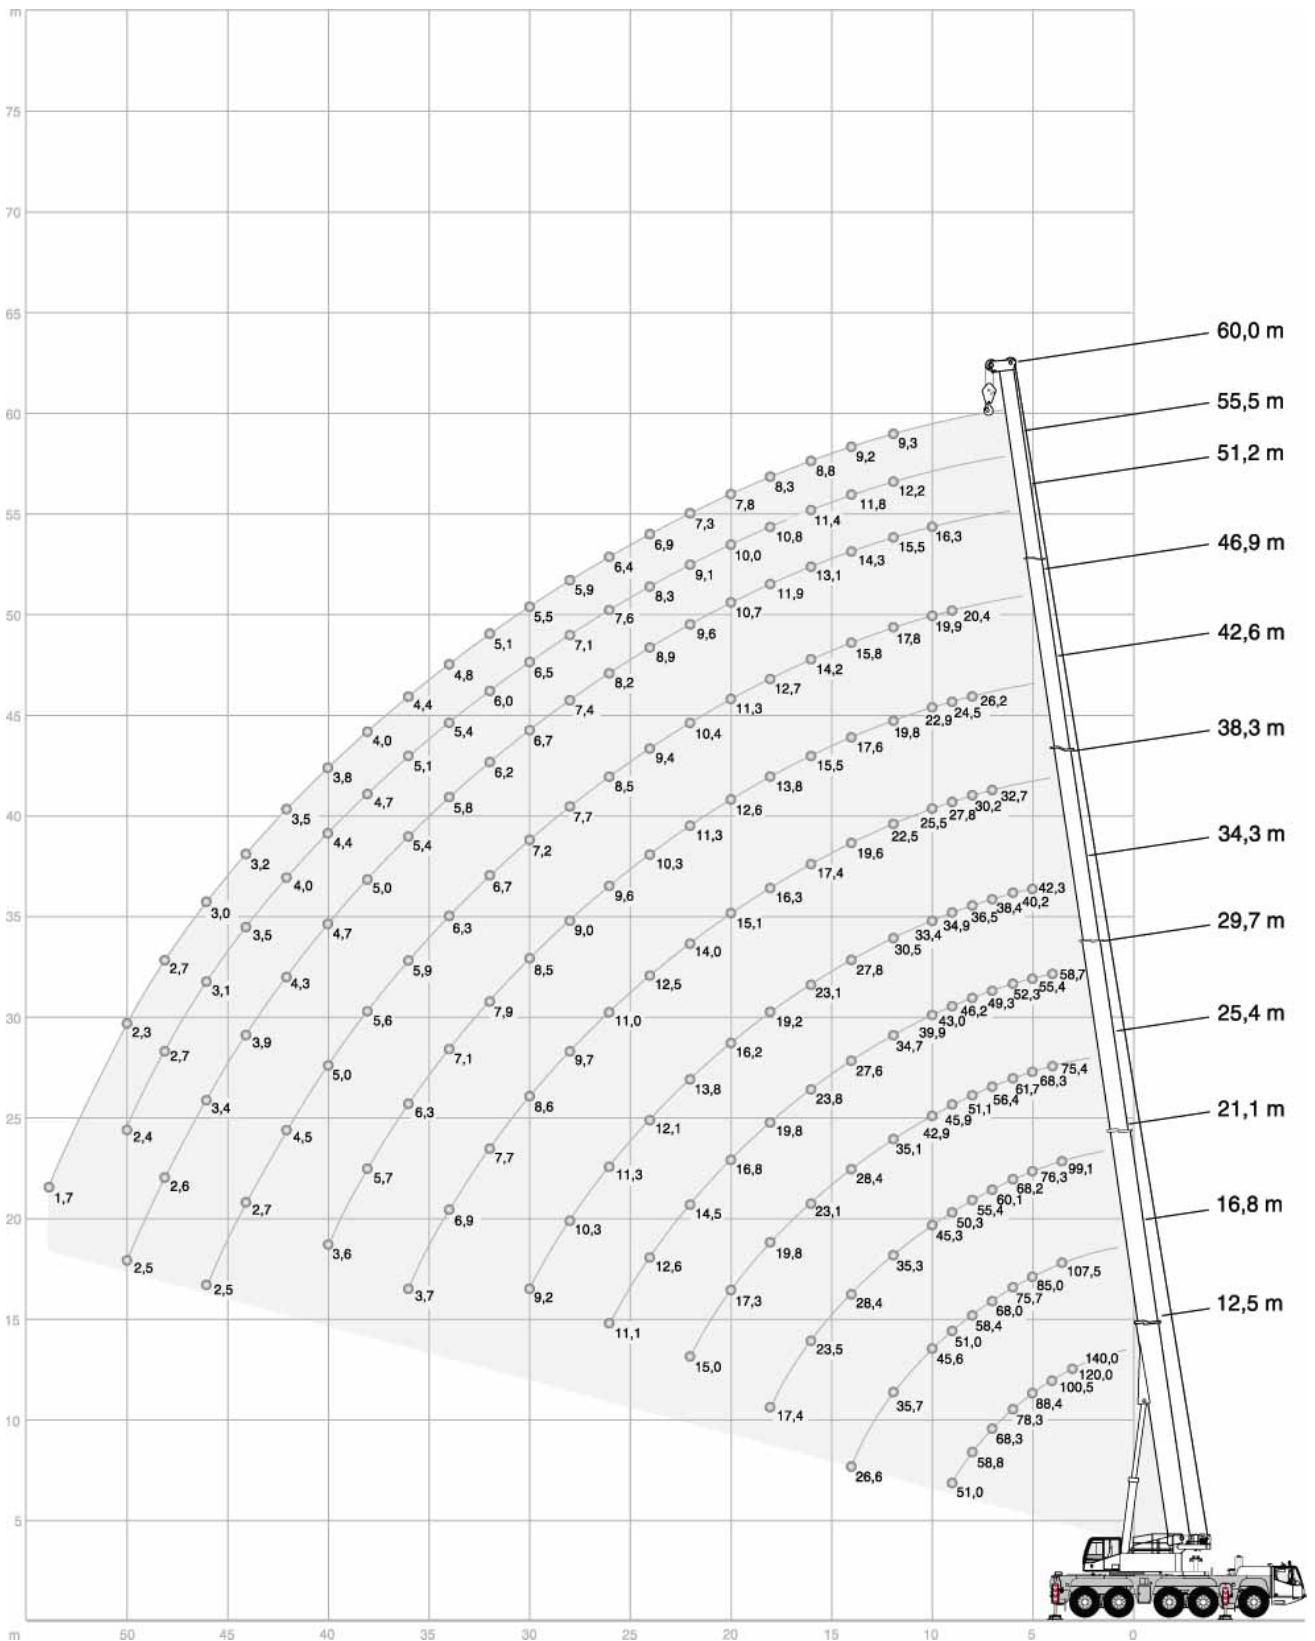 m
75
70
65
60
55
50
45
40
35
30
25
20
15
10
5
60,0 m
55,5 m
51,2 m
46,9 m
42,6 m
38,3 m
34,3 m
29,7 m
25,4 m
21,1 m
16,8 m
12,5 m
1,7 2,3 2,7 3,0 3,2 3,5 3,8 4,0 4,4 4,8 5,1 5,5 5,9 6,4 6,9 7,3 7,8 8,3 8,8 9,2 9,3
2,4 2,7 3,1 3,5 4,0 4,4 4,7 5,1 5,4 6,0 6,5 7,1 7,6 8,3 9,1 10,0 10,8 11,4 11,8 12,2
2,5 2,6 3,4 3,9 4,3 4,7 5,0 5,4 5,8 6,2 6,7 7,4 8,2 8,9 9,6 10,7 11,9 13,1 14,3 15,5 16,3
2,5 2,7 4,5 5,0 5,6 5,9 6,3 6,7 7,2 7,7 8,5 9,4 10,4 11,3 12,7 14,2 15,8 17,8 19,9 20,4
3,6 5,7 6,3 7,1 7,9 8,5 9,0 9,6 10,3 11,3 12,6 13,8 15,5 17,6 19,8 22,9 24,5 26,2
3,7 6,9 7,7 8,6 9,7 11,0 12,5 14,0 15,1 16,3 17,4 19,6 22,5 25,5 27,8 30,2 32,7
9,2 10,3 11,3 12,1 13,8 16,2 19,2 23,1 27,8 30,5 33,4 34,9 36,5 38,4 40,2 42,3
11,1 12,6 14,5 16,8 19,8 23,8 27,6 34,7 39,9 43,0 46,2 49,3 52,3 55,4 58,7
15,0 17,3 19,8 23,1 28,4 35,1 42,9 45,9 51,1 56,4 61,7 68,3 75,4
17,4 23,5 28,4 35,3 45,3 50,3 55,4 60,1 68,2 76,3 99,1
26,6 35,7 45,6 51,0 58,4 68,0 75,7 85,0 107,5
51,0 58,8 68,3 78,3 88,4 100,5 120,0 140,0
m 50 45 40 35 30 25 20 15 10 5 0